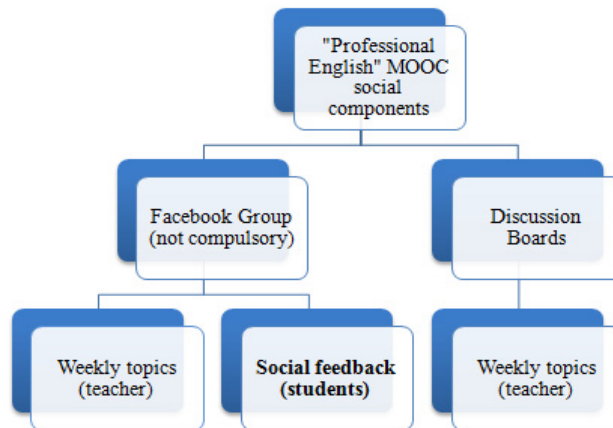 "Professional
English" MOOC
social
components
Facebook Group
(not compulsory)
Discussion
Boards
Weekly topics
(teacher)
Social feedback
(students)
Weekly topics
(teacher)